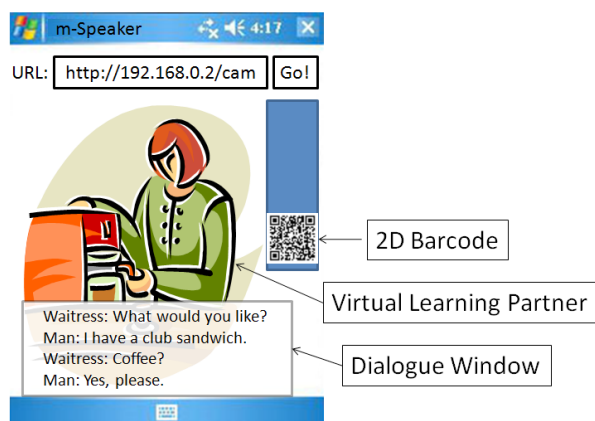 m-Speaker 4:17
URL: http://192.168.0.2/cam Go!
2D Barcode
Virtual Learning Partner
Waitress: What would you like?
Man: I have a club sandwich.
Waitress: Coffee?
Man: Yes, please.
Dialogue Window